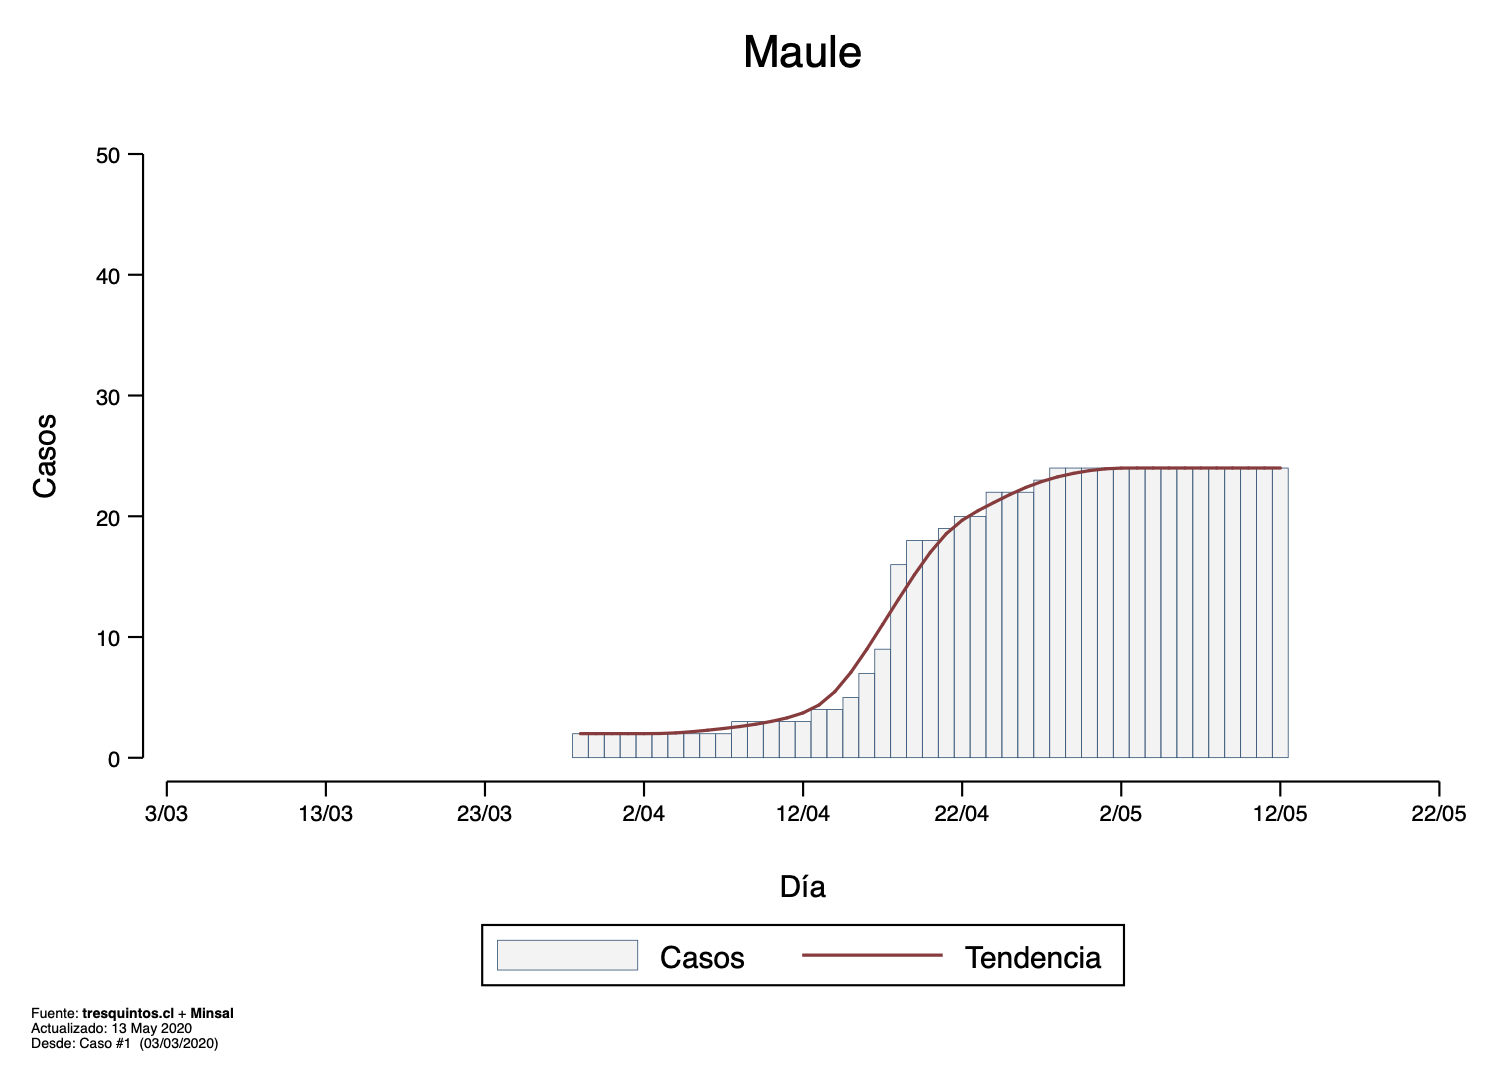 Maule
50
40
30
20
10
0
Casos
3/03 13/03 23/03 2/04 12/04 22/04 2/05 12/05 22/05
Día
Casos Tendencia
Fuente: tresquintos.cl + Minsal
Actualizado: 13 May 2020
Desde: Caso #1 (03/03/2020)